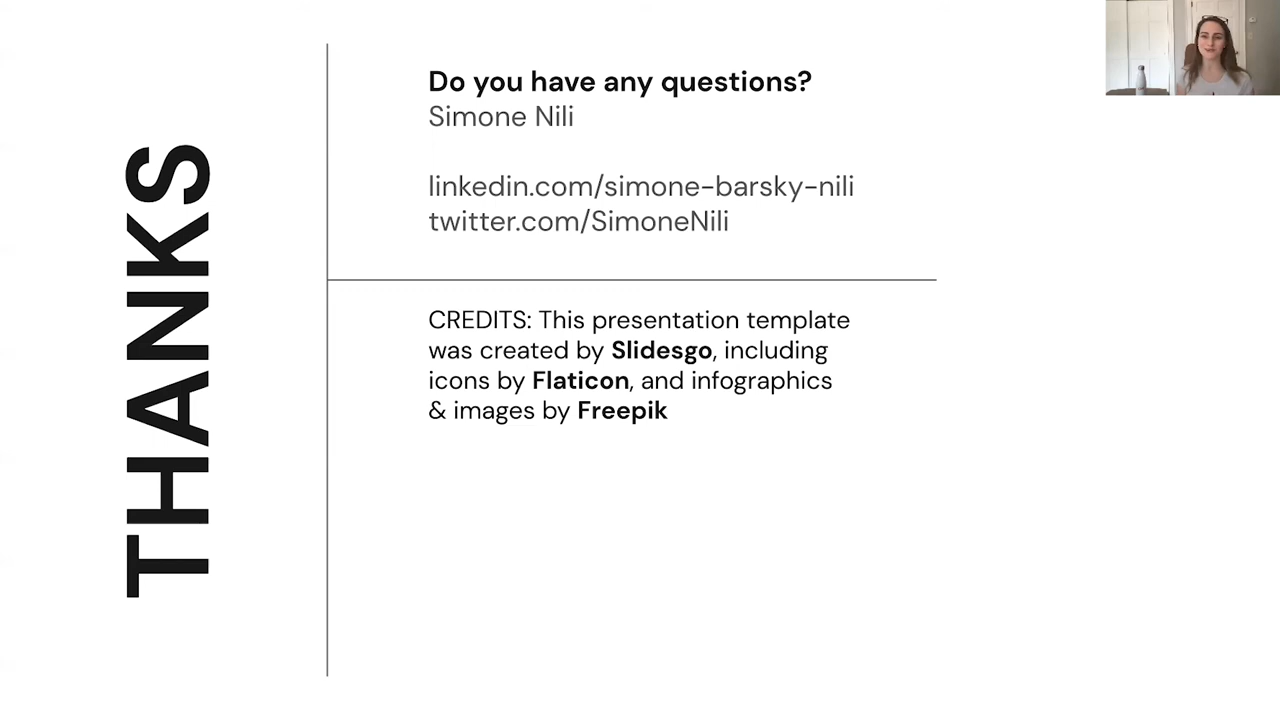 THANKS
Do you have any questions?
Simone Nili
linkedin.com/simone-barsky-nili
twitter.com/SimoneNili
CREDITS: This presentation template
was created by Slidesgo, including
icons by Flaticon, and infographics
& images by Freepik